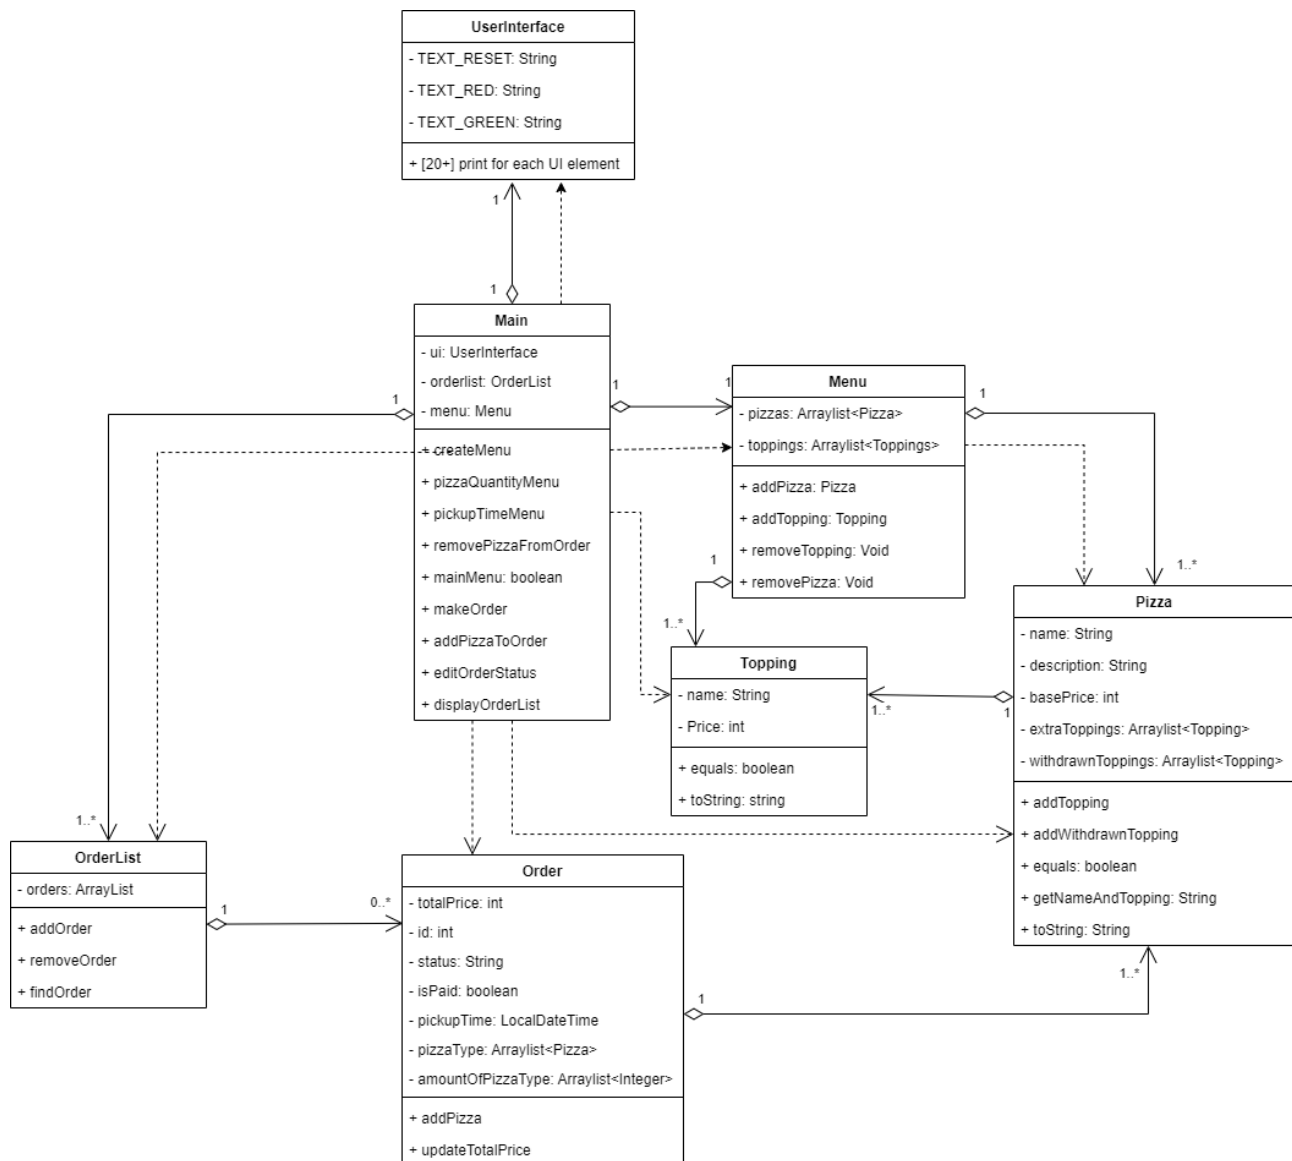 UserInterface
- TEXT_RESET: String
- TEXT_RED: String
- TEXT_GREEN: String
+ [20+] print for each UI element
1
1
Main
- ui: UserInterface
- orderlist: OrderList
- menu: Menu
+ createMenu
+ pizzaQuantityMenu
+ pickupTimeMenu
+ removePizzaFromOrder
+ mainMenu: boolean
+ makeOrder
+ addPizzaToOrder
+ editOrderStatus
+ displayOrderList
1
1
1
Menu
- pizzas: Arraylist<Pizza>
- toppings: Arraylist<Toppings>
+ addPizza: Pizza
+ addTopping: Topping
+ removeTopping: Void
+ removePizza: Void
1
1
1..*
1..*
Topping
- name: String
- Price: int
+ equals: boolean
+ toString: string
1..*
1
Pizza
- name: String
- description: String
- basePrice: int
- extraToppings: Arraylist<Topping>
- withdrawnToppings: Arraylist<Topping>
+ addTopping
+ addWithdrawnTopping
+ equals: boolean
+ getNameAndTopping: String
+ toString: String
1..*
1..*
OrderList
- orders: ArrayList
+ addOrder
+ removeOrder
+ findOrder
1
0..*
Order
- totalPrice: int
- id: int
- status: String
- isPaid: boolean
- pickupTime: LocalDateTime
- pizzaType: Arraylist<Pizza>
- amountOfPizzaType: Arraylist<Integer>
+ addPizza
+ updateTotalPrice
1